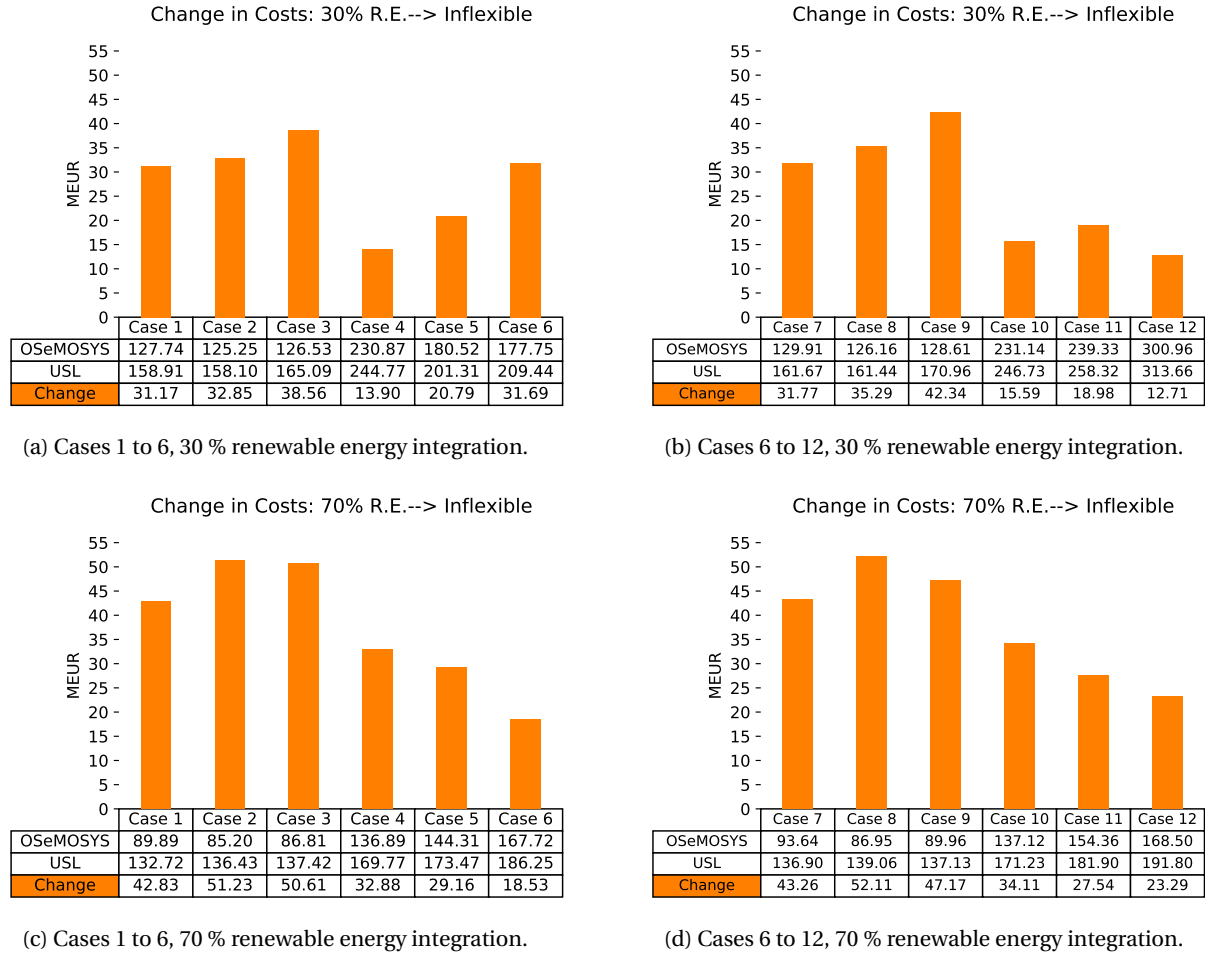 Change in Costs: 30% R.E.--> Inflexible
MEUR
55
50
45
40
35
30
25
20
15
10
5
0
Case 1 Case 2 Case 3 Case 4 Case 5 Case 6
OSeMOSYS 127.74 125.25 126.53 230.87 180.52 177.75
USL 158.91 158.10 165.09 244.77 201.31 209.44
Change 31.17 32.85 38.56 13.90 20.79 31.69
(a) Cases 1 to 6, 30 % renewable energy integration.
Change in Costs: 30% R.E.--> Inflexible
MEUR
55
50
45
40
35
30
25
20
15
10
5
0
Case 7 Case 8 Case 9 Case 10 Case 11 Case 12
OSeMOSYS 129.91 126.16 128.61 231.14 239.33 300.96
USL 161.67 161.44 170.96 246.73 258.32 313.66
Change 31.77 35.29 42.34 15.59 18.98 12.71
(b) Cases 6 to 12, 30 % renewable energy integration.
Change in Costs: 70% R.E.--> Inflexible
MEUR
55
50
45
40
35
30
25
20
15
10
5
0
Case 1 Case 2 Case 3 Case 4 Case 5 Case 6
OSeMOSYS 89.89 85.20 86.81 136.89 144.31 167.72
USL 132.72 136.43 137.42 169.77 173.47 186.25
Change 42.83 51.23 50.61 32.88 29.16 18.53
(c) Cases 1 to 6, 70 % renewable energy integration.
Change in Costs: 70% R.E.--> Inflexible
MEUR
55
50
45
40
35
30
25
20
15
10
5
0
Case 7 Case 8 Case 9 Case 10 Case 11 Case 12
OSeMOSYS 93.64 86.95 89.96 137.12 154.36 168.50
USL 136.90 139.06 137.13 171.23 181.90 191.80
Change 43.26 52.11 47.17 34.11 27.54 23.29
(d) Cases 6 to 12, 70 % renewable energy integration.